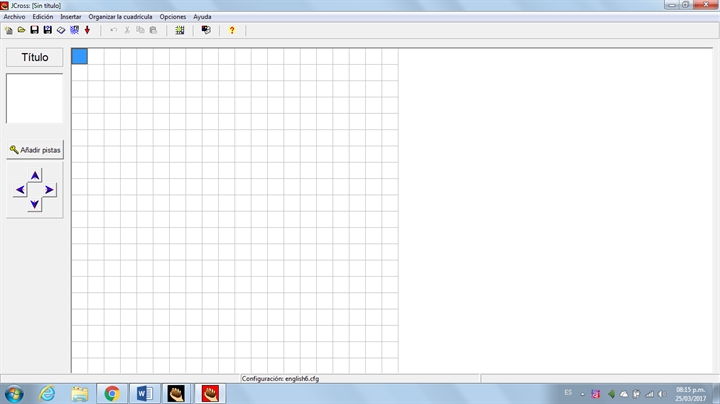 JCross: [Sin título]
Archivo Edición Insertar Organizar la cuadrícula Opciones Ayuda
Título
Añadir pistas
Configuración: english6.cfg
ES
08:15 p.m.
25/03/2017